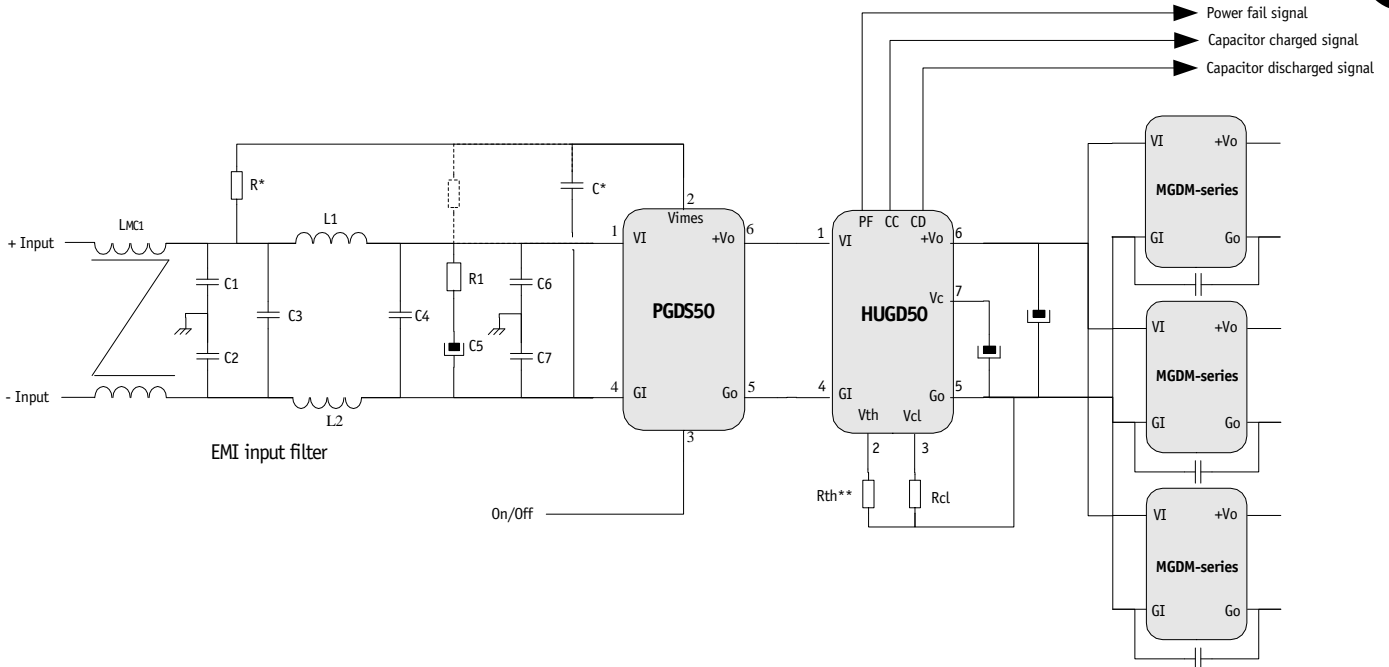 Power fail signal
Capacitor charged signal
Capacitor discharged signal
+ Input
- Input
LMC1
R*
L1
C*
C1
C2
C3
C4
R1
C5
C6
C7
L2
EMI input filter
On/Off
1
2
Vimes
6
VI
+Vo
PGDS50
4
GI
Go
5
3
PF
CC
CD
1
VI
+Vo
6
Vc
7
HUGD50
4
GI
Go
5
Vth
Vcl
2
3
Rth**
Rcl
VI
+Vo
MGDM-series
GI
Go
VI
+Vo
MGDM-series
GI
Go
VI
+Vo
MGDM-series
GI
Go